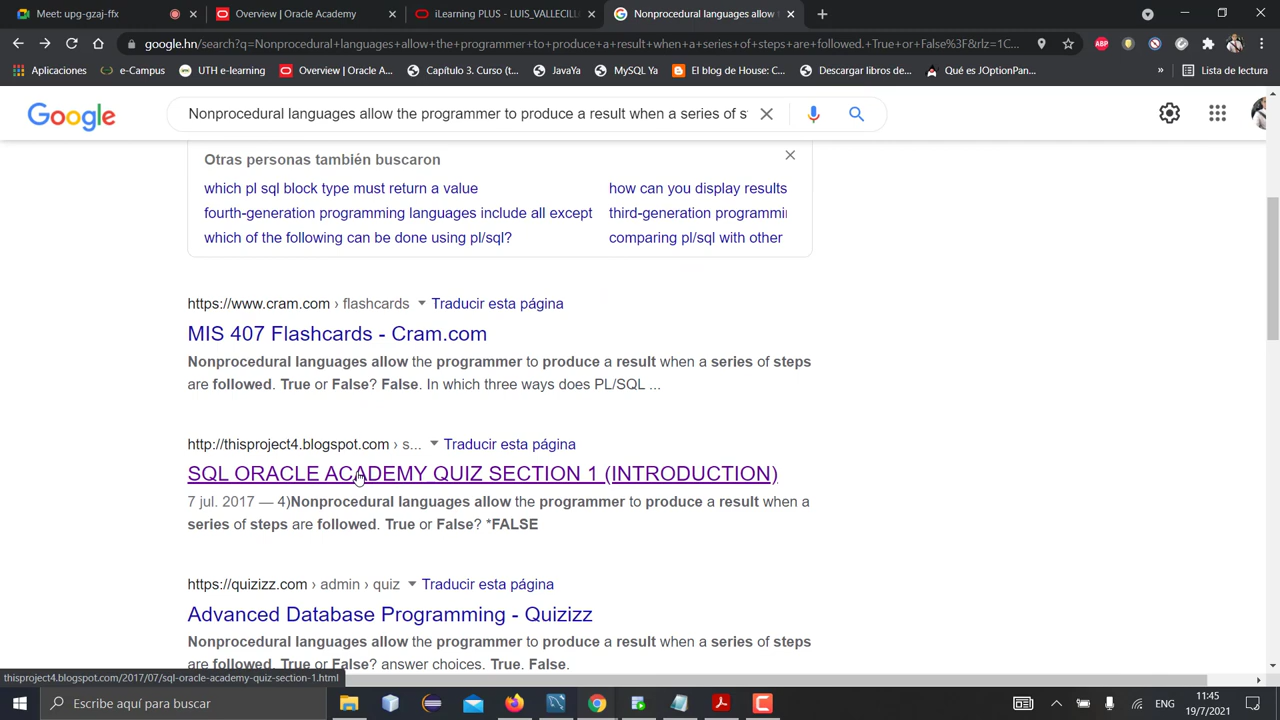 Meet: upg-gzaj-ffx
Overview | Oracle Academy
iLearning PLUS - LUIS_VALLECILL
Nonprocedural languages allow
google.hn/search?q=Nonprocedural+languages+allow+the+programmer+to+produce+a+result+when+a+series+of+steps+are+followed.+True+or+False%3F&rlz=1C...
Aplicaciones
e-Campus
UTH e-learning
Overview | Oracle A...
Capítulo 3. Curso (t...
JavaYa
MySQL Ya
El blog de House: C...
Descargar libros de...
Qué es JOptionPan...
»
Lista de lectura
Google
Nonprocedural languages allow the programmer to produce a result when a series of s
Otras personas también buscaron
which pl sql block type must return a value
how can you display results
fourth-generation programming languages include all except
third-generation programmi
which of the following can be done using pl/sql?
comparing pl/sql with other
https://www.cram.com › flashcards
Traducir esta página
MIS 407 Flashcards - Cram.com
Nonprocedural languages allow the programmer to produce a result when a series of steps
are followed. True or False? False. In which three ways does PL/SQL ...
http://thisproject4.blogspot.com › s...
Traducir esta página
SQL ORACLE ACADEMY QUIZ SECTION 1 (INTRODUCTION)
7 jul. 2017 — 4)Nonprocedural languages allow the programmer to produce a result when a
series of steps are followed. True or False? *FALSE
https://quizizz.com › admin › quiz
Traducir esta página
Advanced Database Programming - Quizizz
Nonprocedural languages allow the programmer to produce a result when a series of steps
are followed. True or False? answer choices. True. False.
thisproject4.blogspot.com/2017/07/sql-oracle-academy-quiz-section-1.html
Escribe aquí para buscar
ENG
11:45
19/7/2021